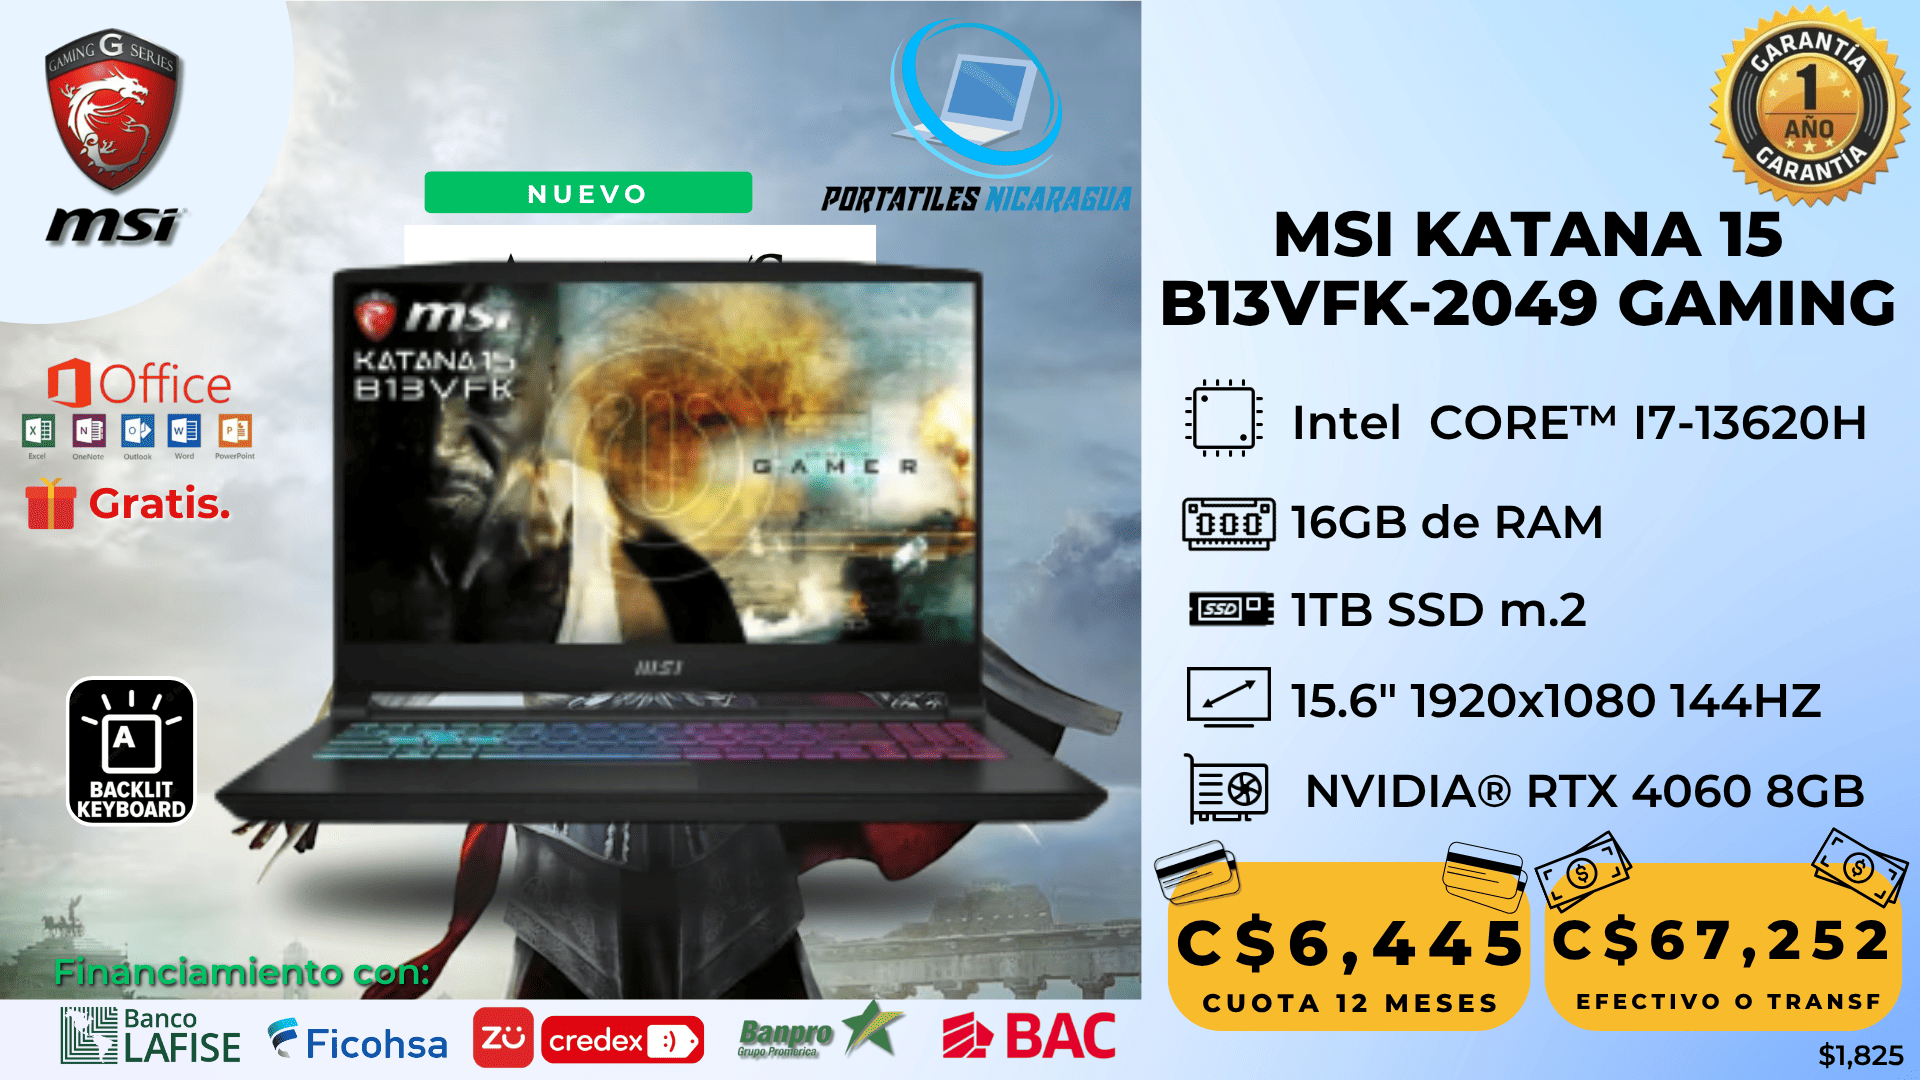 GAMING G SERIES
msi
NUEVO
PORTATILES NICARAGUA
GARANTÍA
1
AÑO
GARANTÍA
MSI KATANA 15
B13VFK-2049 GAMING
Office
Excel OneNote Outlook Word PowerPoint
Gratis.
msi
KATANA 15
B13VFK
GAMER
MSI
A
BACKLIT
KEYBOARD
Intel CORE™ I7-13620H
16GB de RAM
SSD
1TB SSD m.2
15.6" 1920x1080 144HZ
NVIDIA® RTX 4060 8GB
C$6,445
CUOTA 12 MESES
C$67,252
EFECTIVO O TRANSF
$1,825
Financiamiento con:
Banco
LAFISE
Ficohsa
zü
credex
Banpro
Grupo Promerica
BAC